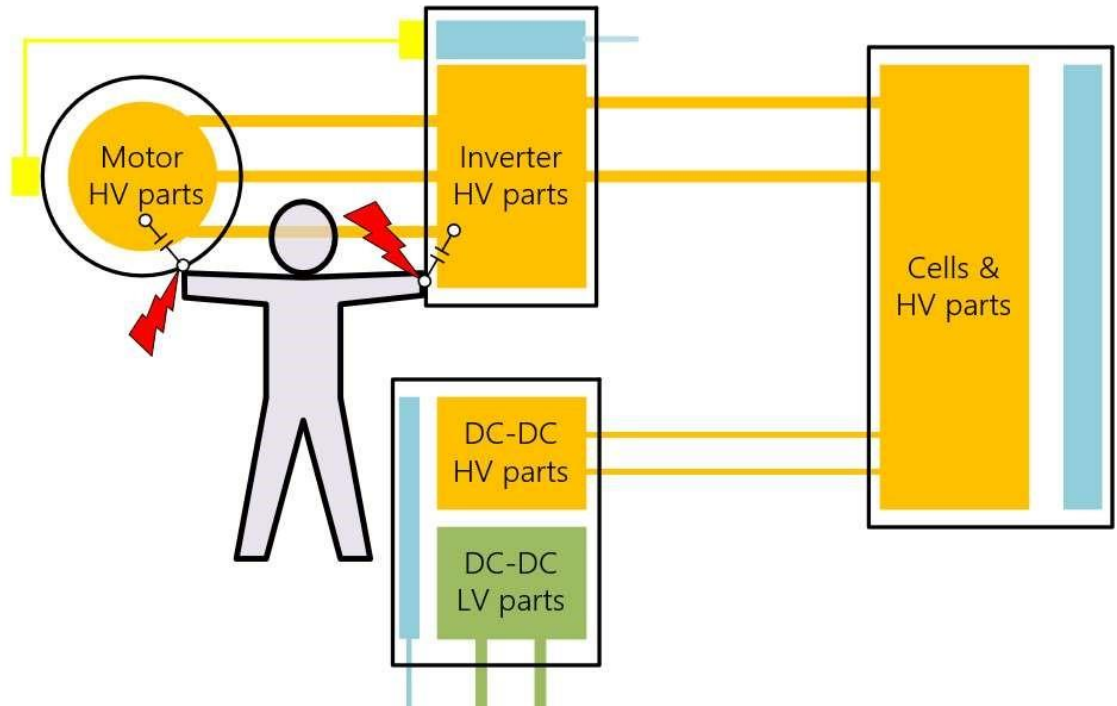 Motor
HV parts
Inverter
HV parts
Cells &
HV parts
DC-DC
HV parts
DC-DC
LV parts